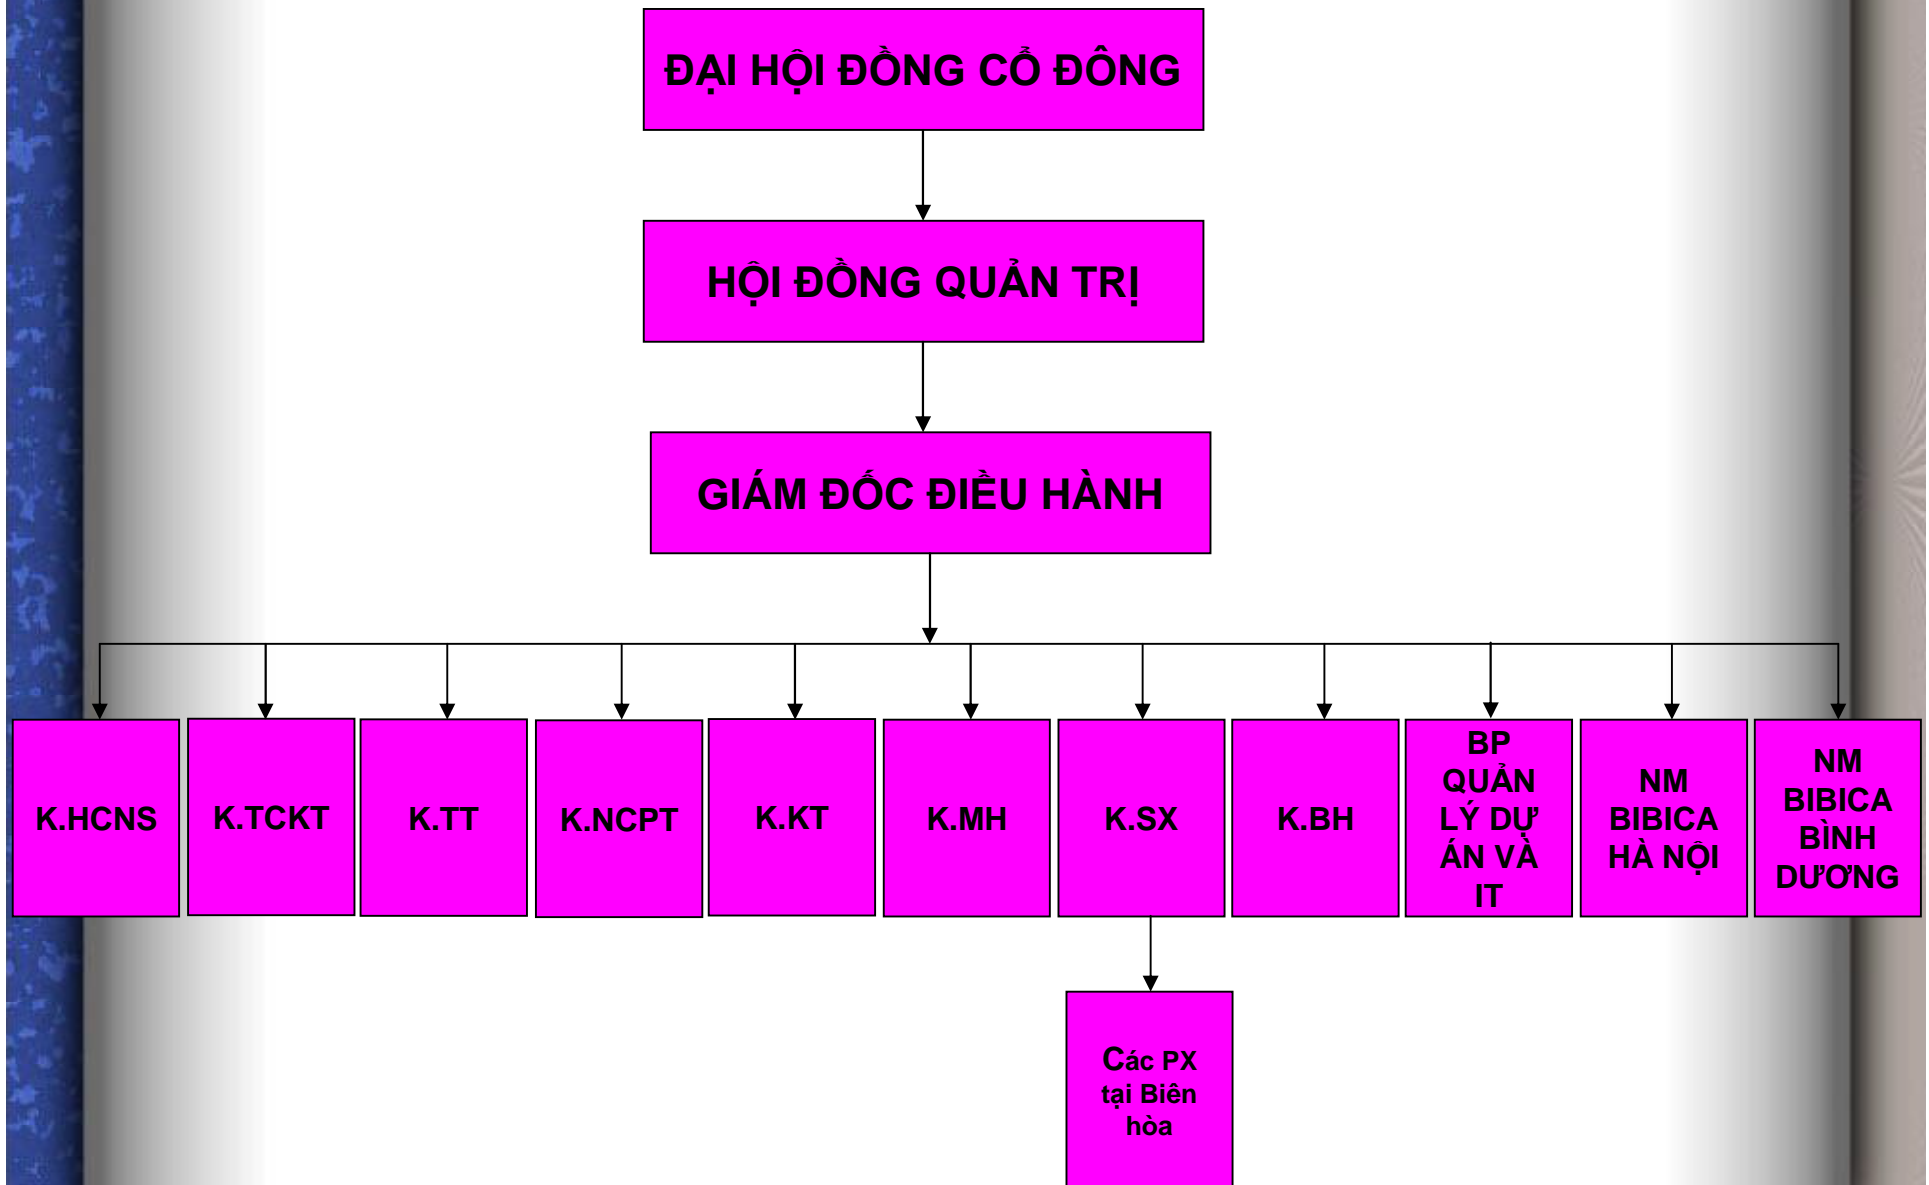 ĐẠI HỘI ĐỒNG CỔ ĐÔNG
HỘI ĐỒNG QUẢN TRỊ
GIÁM ĐỐC ĐIỀU HÀNH
K.HCNS
K.TCKT
K.TT
K.NCPT
K.KT
K.MH
K.SX
K.BH
BP
QUẢN
LÝ DỰ
ÁN VÀ
IT
NM
BIBICA
HÀ NỘI
NM
BIBICA
BÌNH
DƯƠNG
Các PX
tại Biên
hòa